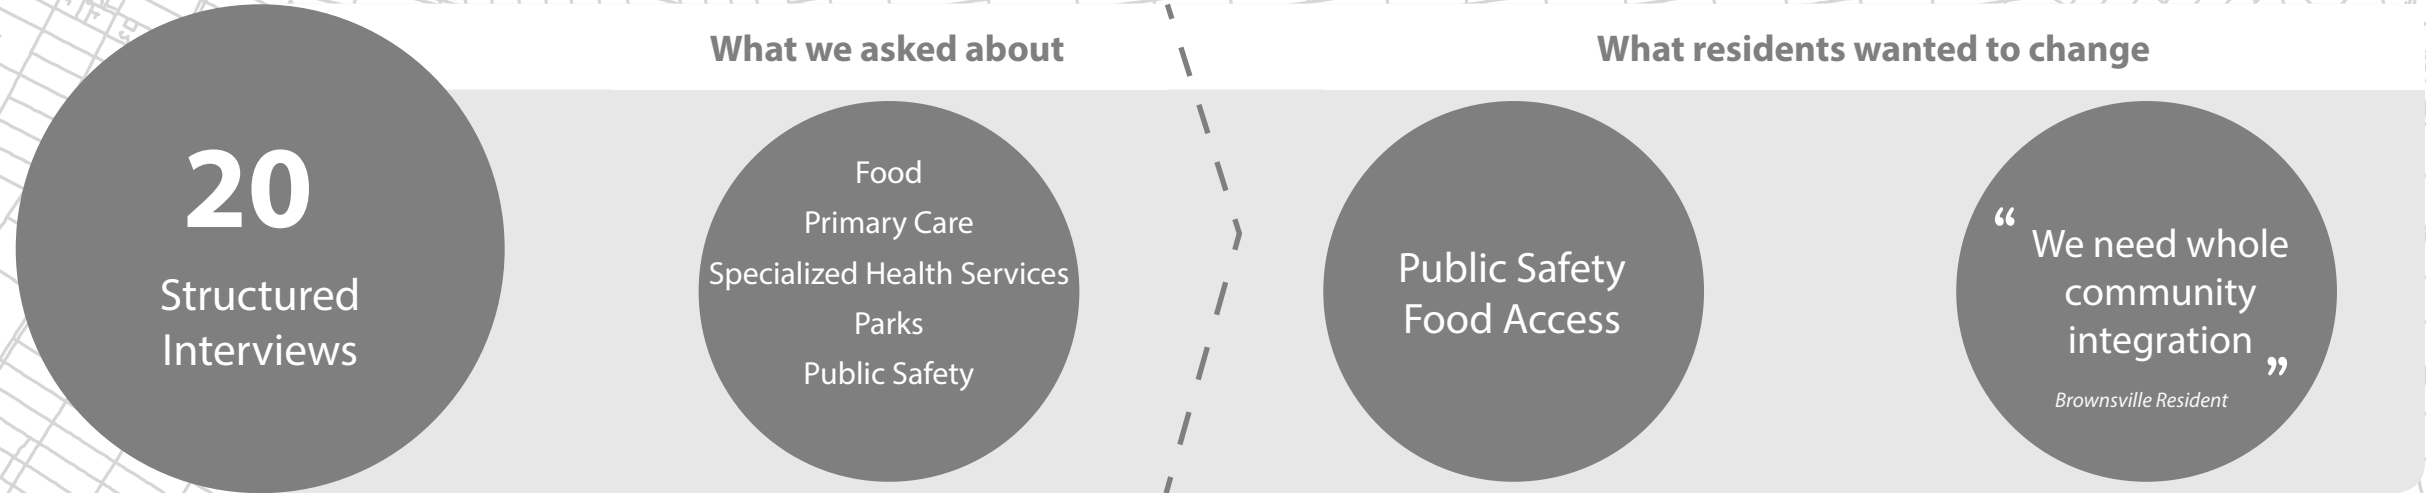 20
Structured
Interviews
What we asked about
Food
Primary Care
Specialized Health Services
Parks
Public Safety
What residents wanted to change
Public Safety
Food Access
“ We need whole
community
integration ”
Brownsville Resident